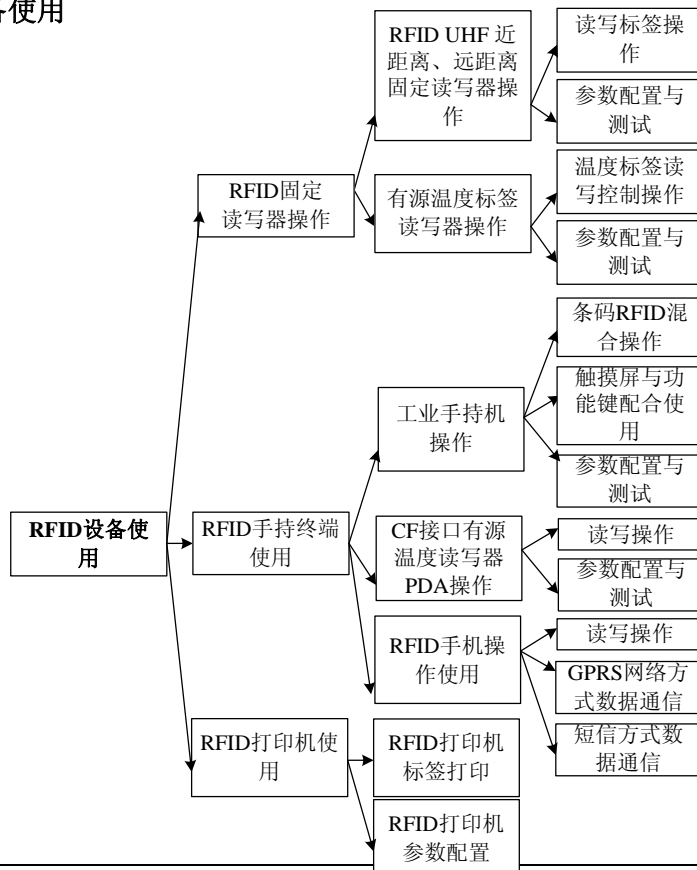 备使用
RFID UHF 近
距离、远距离
固定读写器操
作
读写标签操
作
参数配置与
测试
RFID固定
读写器操作
有源温度标签
读写器操作
温度标签读
写控制操作
参数配置与
测试
条码RFID混
合操作
工业手持机
操作
触摸屏与功
能键配合使
用
参数配置与
测试
RFID设备使
用
RFID手持终端
使用
CF接口有源
温度读写器
PDA操作
读写操作
参数配置与
测试
RFID手机操
作使用
读写操作
GPRS网络方
式数据通信
短信方式数
据通信
RFID打印机使
用
RFID打印机
标签打印
RFID打印机
参数配置